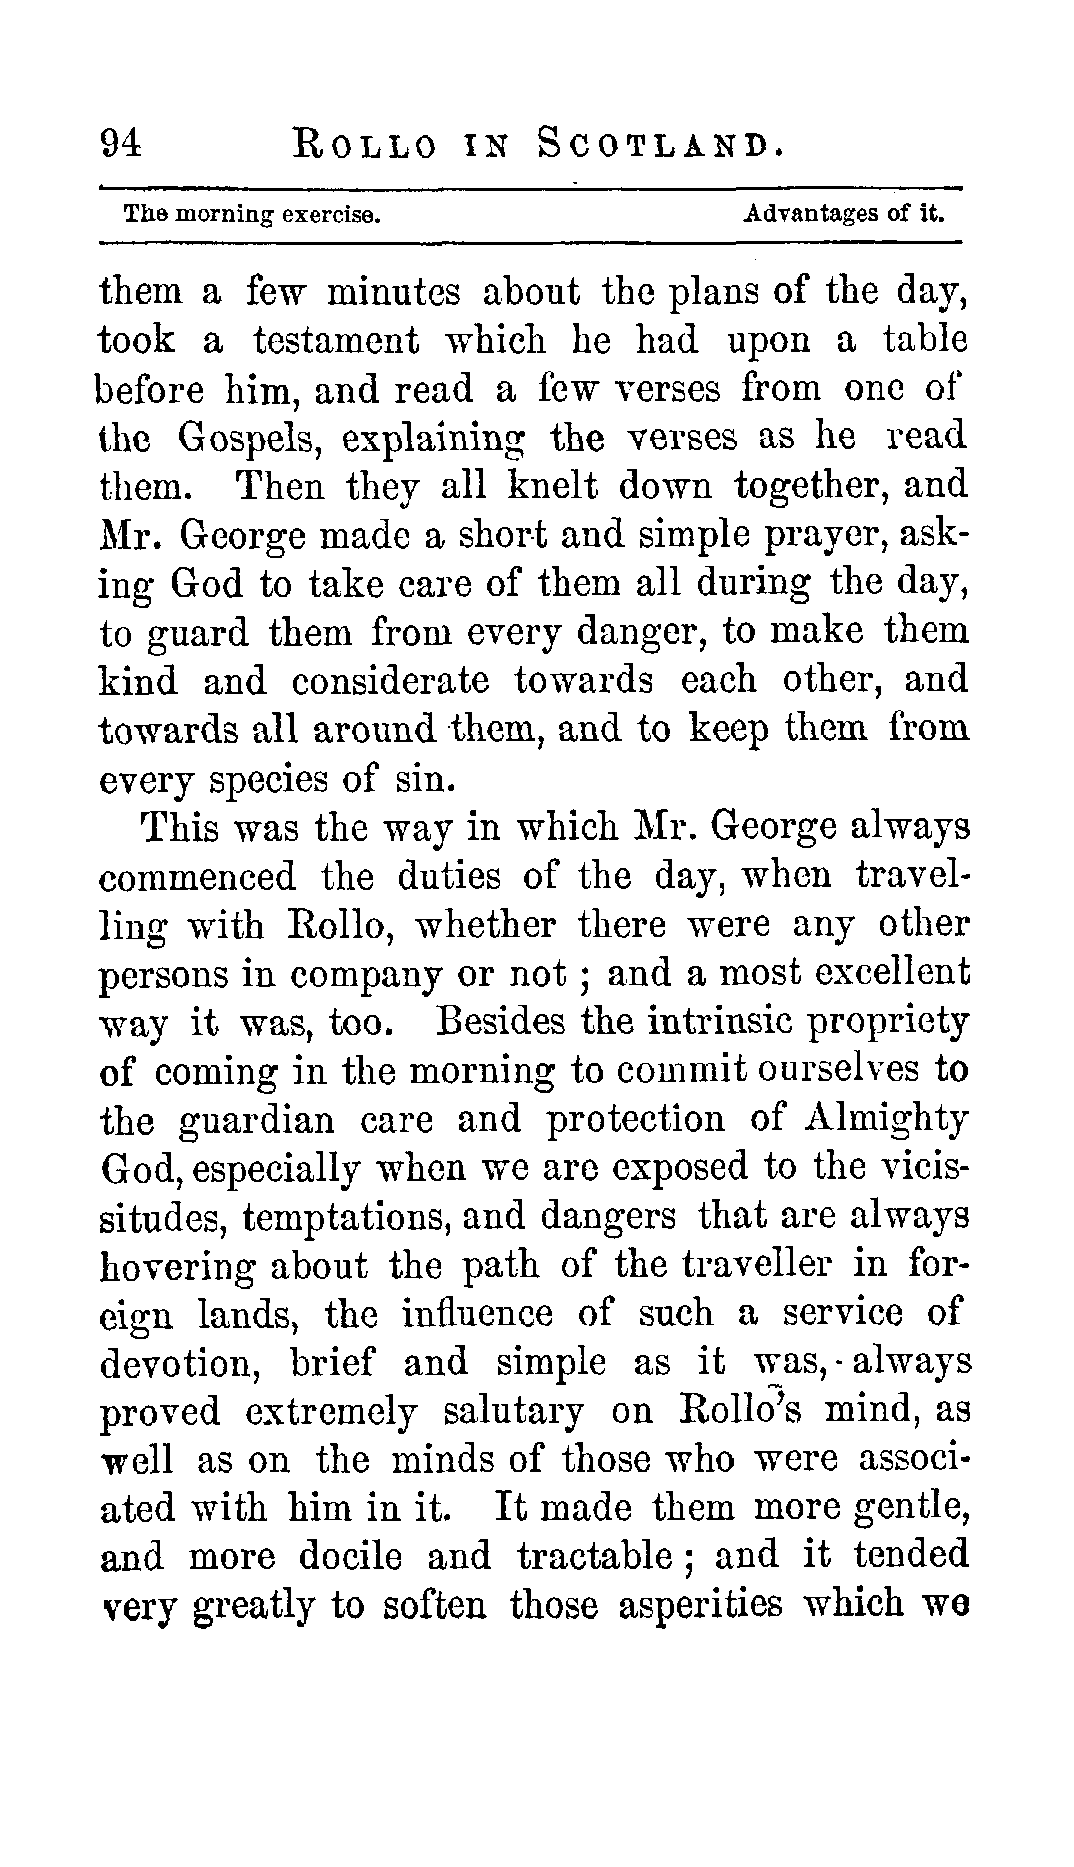 94 ROLLO IN SCOTLAND.
The morning exercise. Advantages of it.
them a few minutes about the plans of the day,
took a testament which he had upon a table
before him, and read a few verses from one of
the Gospels, explaining the verses as he read
them. Then they all knelt down together, and
Mr. George made a short and simple prayer, ask-
ing God to take care of them all during the day,
to guard them from every danger, to make them
kind and considerate towards each other, and
towards all around them, and to keep them from
every species of sin.
This was the way in which Mr. George always
commenced the duties of the day, when travel-
ling with Rollo, whether there were any other
persons in company or not ; and a most excellent
way it was, too. Besides the intrinsic propriety
of coming in the morning to commit ourselves to
the guardian care and protection of Almighty
God, especially when we are exposed to the vicis-
situdes, temptations, and dangers that are always
hovering about the path of the traveller in for-
eign lands, the influence of such a service of
devotion, brief and simple as it was, always
proved extremely salutary on Rollo's mind, as
well as on the minds of those who were associ-
ated with him in it. It made them more gentle,
and more docile and tractable ; and it tended
very greatly to soften those asperities which we